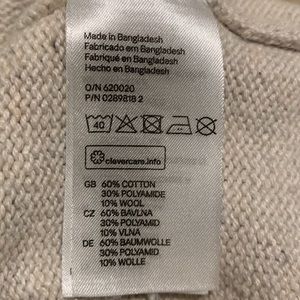 Made in Bangladesh
Fabricado em Bangladesh
Fabriqué en Bangladesh
Hecho en Bangladesh
O/N 620020
P/N 0289818 2
40
clevercare.info
GB 60% COTTON
30% POLYAMIDE
10% WOOL
CZ 60% BAVLNA
30% POLYAMID
10% VLNA
DE 60% BAUMWOLLE
30% POLYAMID
10% WOLLE